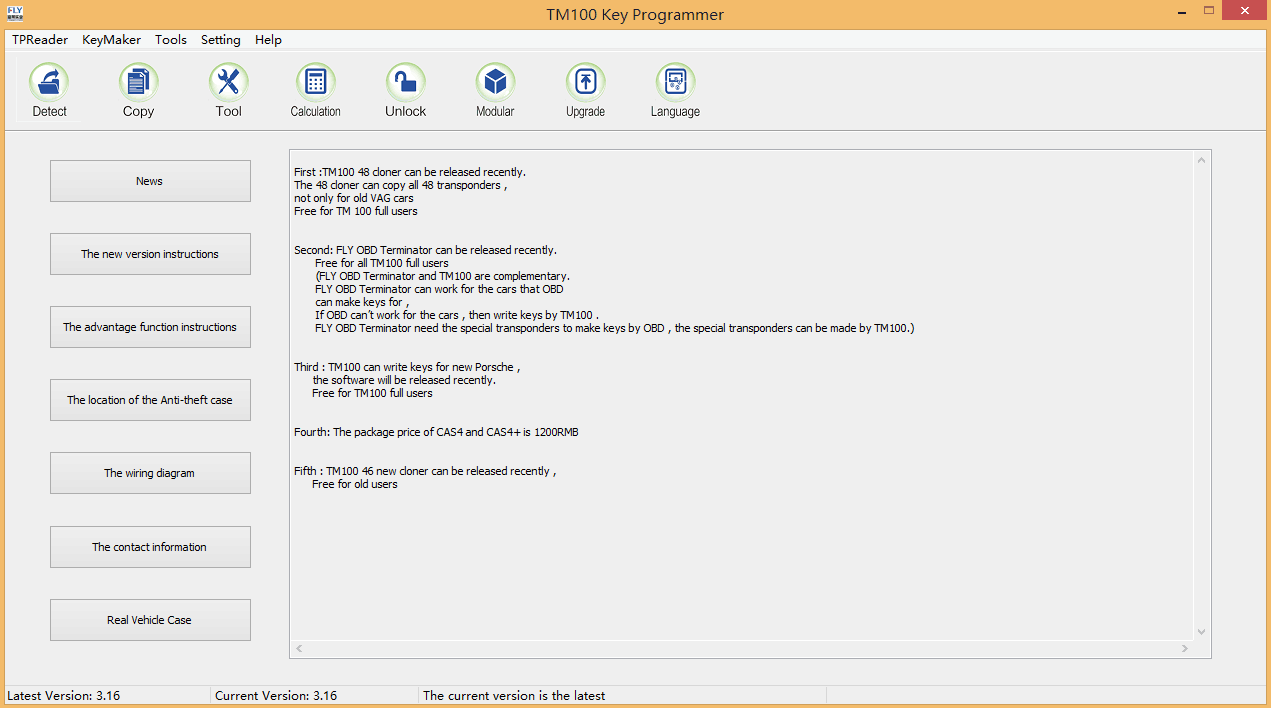 FLY
TM100 Key Programmer
TPReader KeyMaker Tools Setting Help
Detect Copy Tool Calculation Unlock Modular Upgrade Language
News
The new version instructions
The advantage function instructions
The location of the Anti-theft case
The wiring diagram
The contact information
Real Vehicle Case
First :TM100 48 cloner can be released recently.
The 48 cloner can copy all 48 transponders ,
not only for old VAG cars
Free for TM 100 full users
Second: FLY OBD Terminator can be released recently.
Free for all TM100 full users
(FLY OBD Terminator and TM100 are complementary.
FLY OBD Terminator can work for the cars that OBD
can make keys for ,
If OBD can't work for the cars , then write keys by TM100 .
FLY OBD Terminator need the special transponders to make keys by OBD , the special transponders can be made by TM100.)
Third : TM100 can write keys for new Porsche ,
the software will be released recently.
Free for TM100 full users
Fourth: The package price of CAS4 and CAS4+ is 1200RMB
Fifth : TM100 46 new cloner can be released recently ,
Free for old users
Latest Version: 3.16 Current Version: 3.16 The current version is the latest